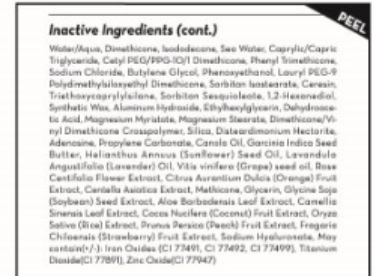 PEEL
Inactive Ingredients (cont.)
Water/Aqua, Dimethicone, Isododecane, Sea Water, Caprylic/Capric
Triglyceride, Cetyl PEG/PPG-10/1 Dimethicone, Phenyl Trimethicone,
Sodium Chloride, Butylene Glycol, Phenoxyethanol, Lauryl PEG-9
Polydimethylsiloxyethyl Dimethicone, Sorbitan Isostearate, Ceresin,
Triethoxycaprylylsilane, Sorbitan Sesquioleate, 1,2-Hexanediol,
Synthetic Wax, Aluminum Hydroxide, Ethylhexylglycerin, Dehydroace-
tic Acid, Magnesium Myristate, Magnesium Stearate, Dimethicone/Vi-
nyl Dimethicone Crosspolymer, Silica, Disteardimonium Hectorite,
Adenosine, Propylene Carbonate, Canola Oil, Garcinia Indica Seed
Butter, Helianthus Annuus (Sunflower) Seed Oil, Lavandula
Angustifolia (Lavender) Oil, Vitis vinifera (Grape) seed oil, Rose
Centifolia Flower Extract, Citrus Aurantium Dulcis (Orange) Fruit
Extract, Centella Asiatica Extract, Methicone, Glycerin, Glycine Soja
(Soybean) Seed Extract, Aloe Barbadensis Leaf Extract, Camellia
Sinensis Leaf Extract, Cocos Nucifera (Coconut) Fruit Extract, Oryza
Sativa (Rice) Extract, Prunus Persica (Peach) Fruit Extract, Fragaria
Chiloensis (Strawberry) Fruit Extract, Sodium Hyaluronate, May
contain(+/-): Iron Oxides (CI 77491, CI 77492, CI 77499), Titanium
Dioxide(CI 77891), Zinc Oxide(CI 77947)